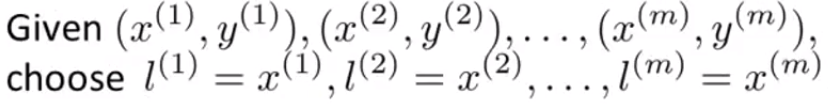 Given (x⁽¹⁾, y⁽¹⁾), (x⁽²⁾, y⁽²⁾), . . . , (x⁽ᵐ⁾, y⁽ᵐ⁾),
choose l⁽¹⁾ = x⁽¹⁾, l⁽²⁾ = x⁽²⁾, . . . , l⁽ᵐ⁾ = x⁽ᵐ⁾